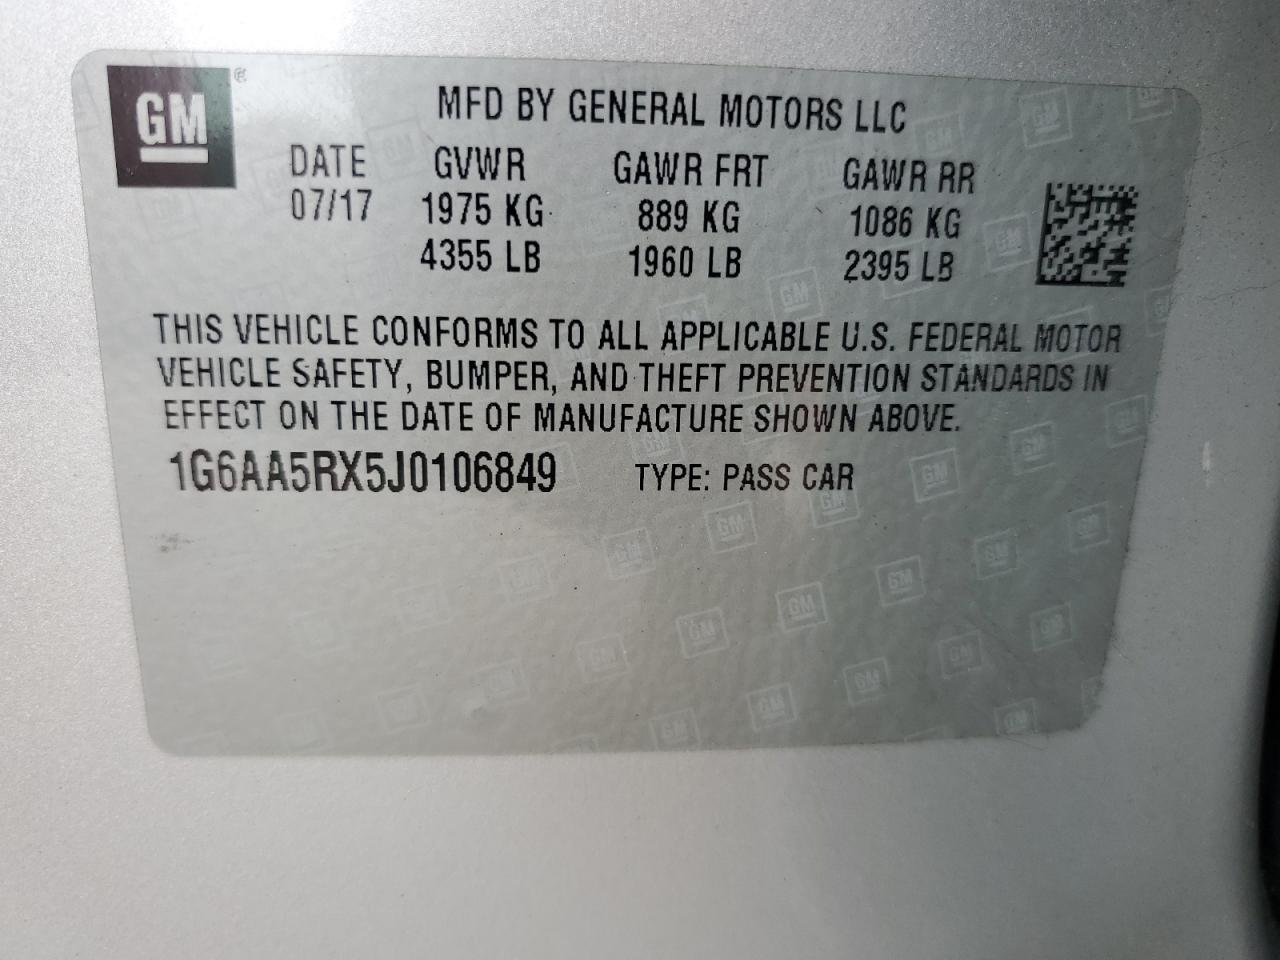 GM ®
MFD BY GENERAL MOTORS LLC
DATE GVWR GAWR FRT GAWR RR
07/17 1975 KG 889 KG 1086 KG
4355 LB 1960 LB 2395 LB
THIS VEHICLE CONFORMS TO ALL APPLICABLE U.S. FEDERAL MOTOR
VEHICLE SAFETY, BUMPER, AND THEFT PREVENTION STANDARDS IN
EFFECT ON THE DATE OF MANUFACTURE SHOWN ABOVE.
1G6AA5RX5J0106849 TYPE: PASS CAR